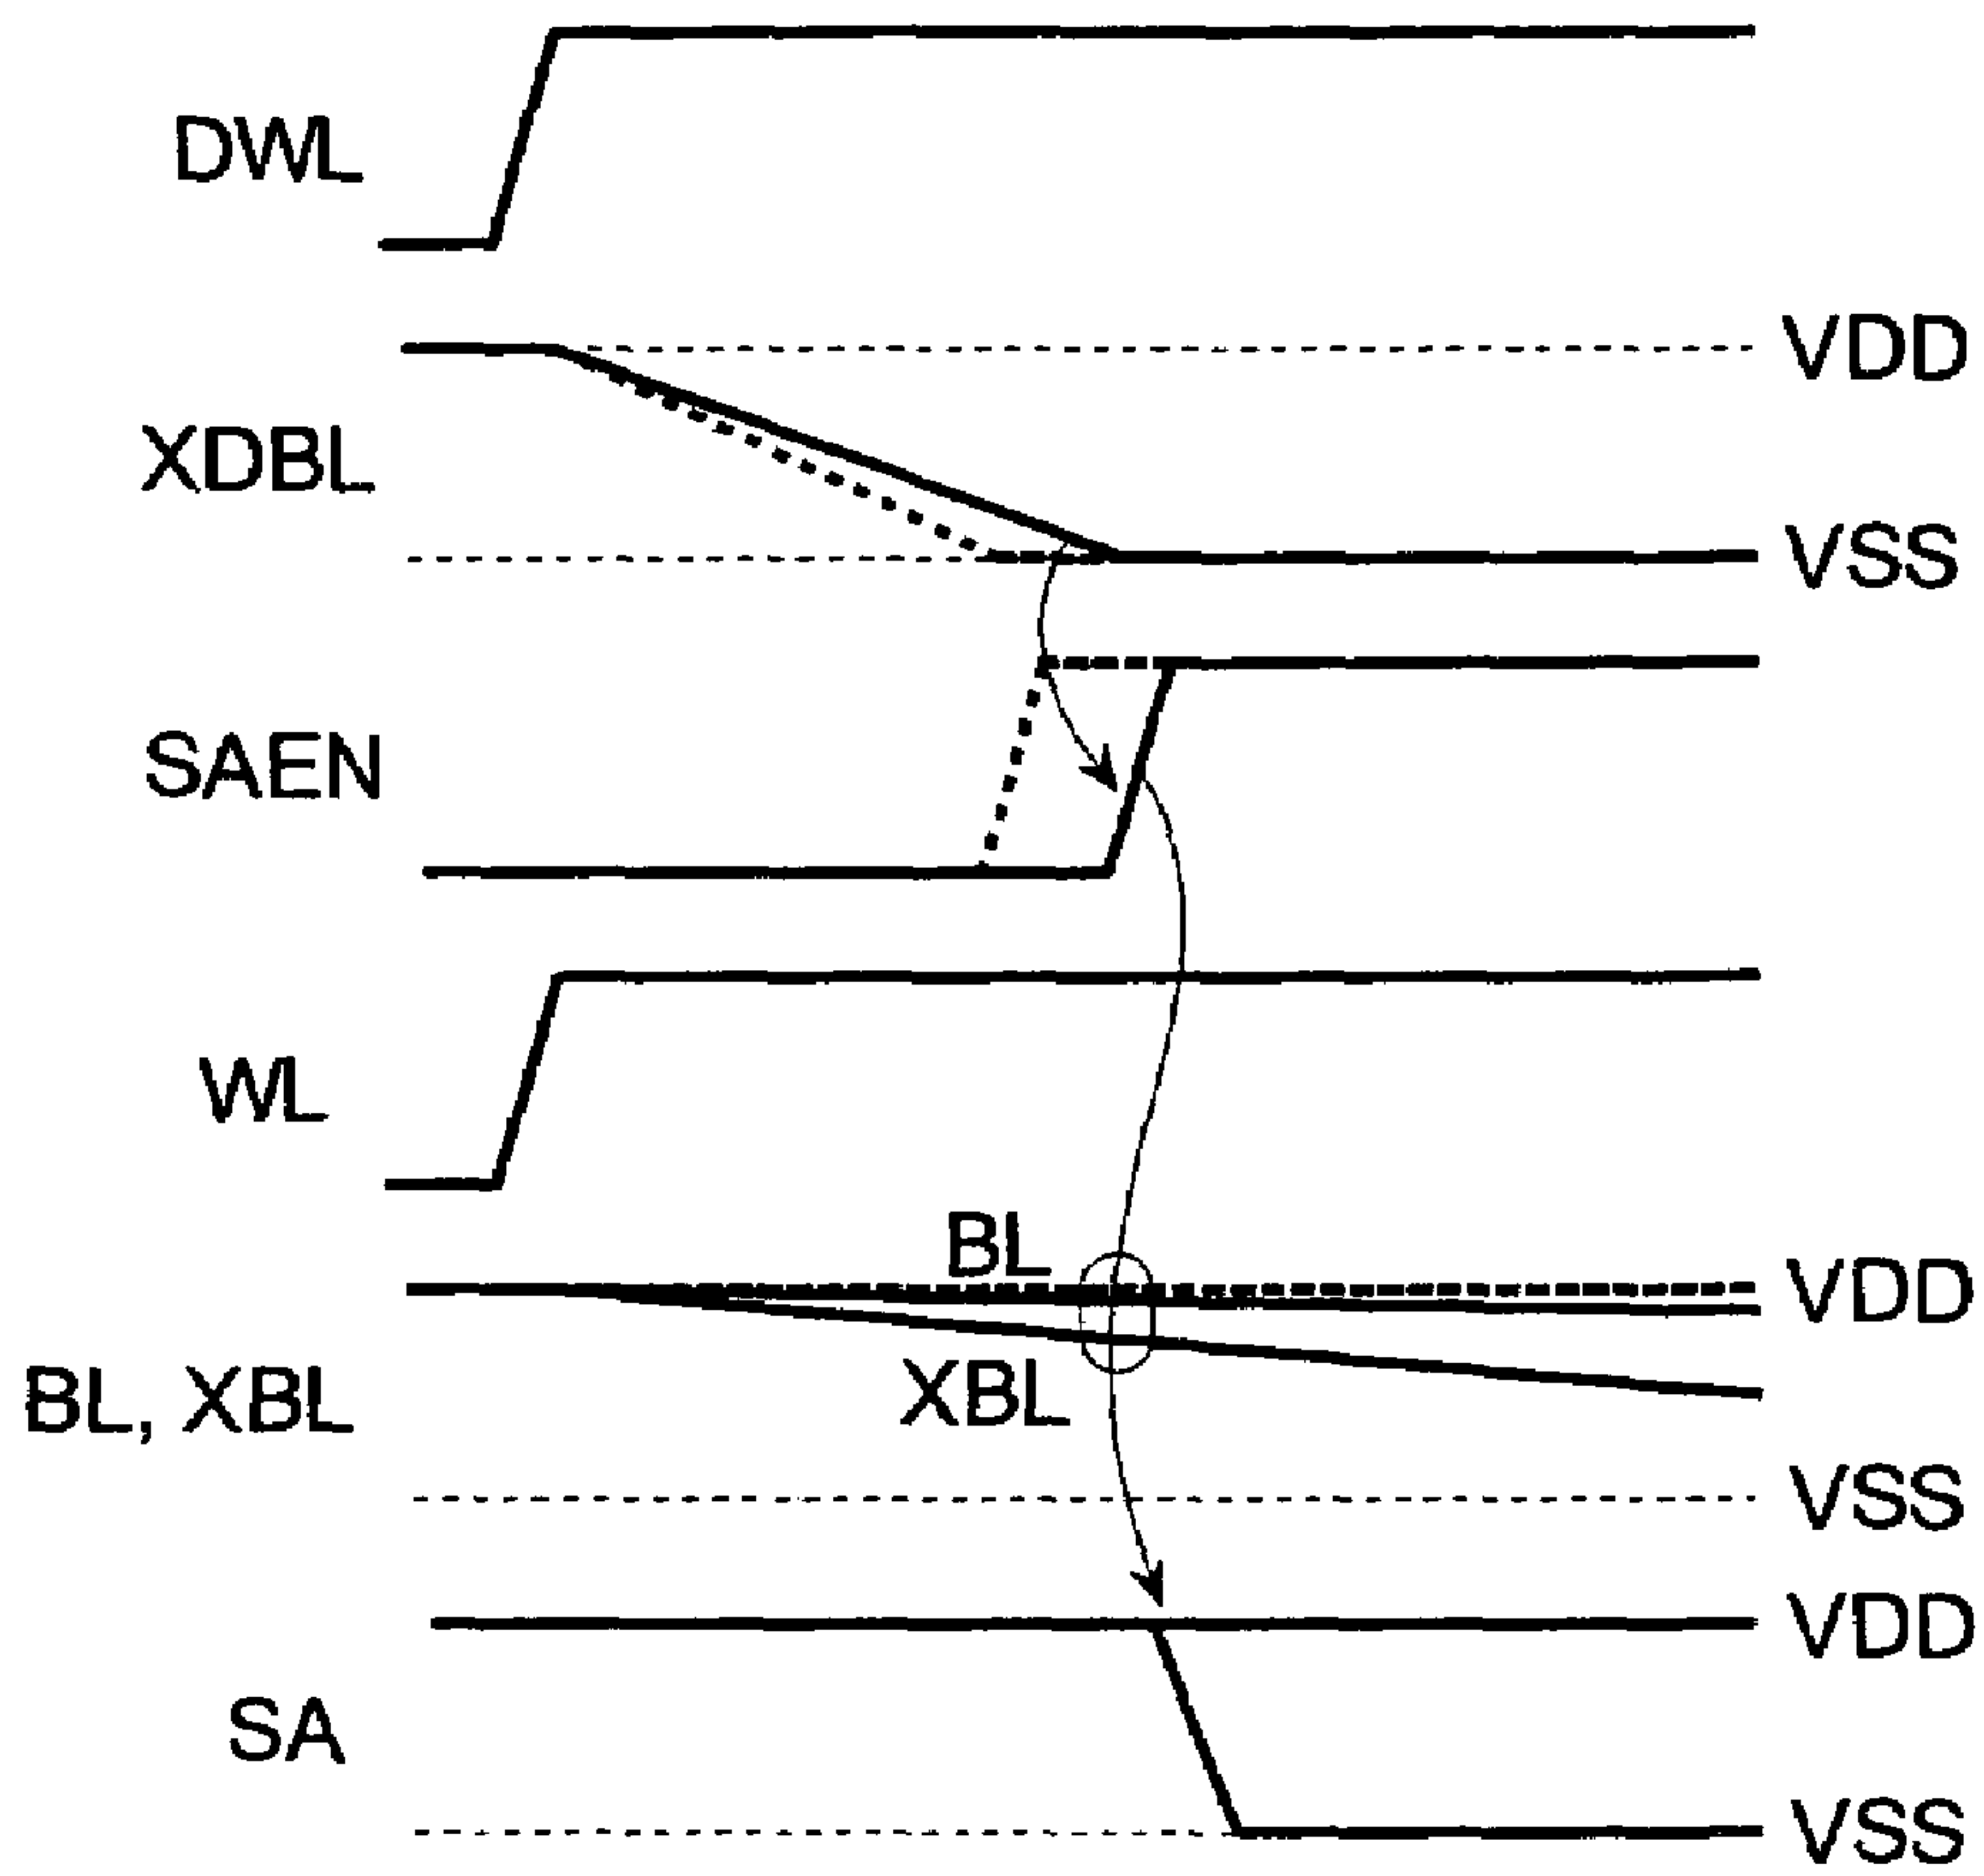 DWL
VDD
XDBL
VSS
SAEN
WL
BL
VDD
BL, XBL
XBL
VSS
VDD
SA
VSS